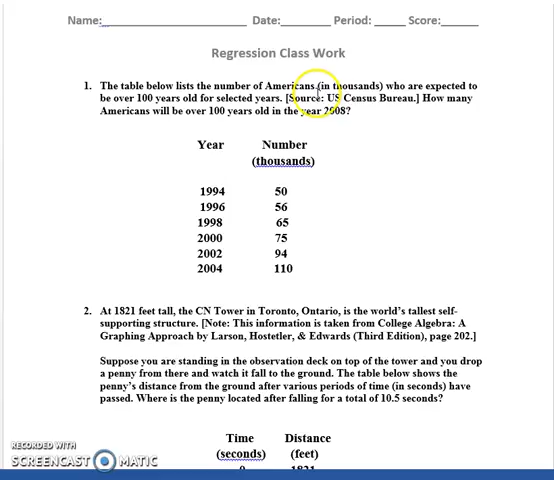 Name:______________________ Date:________ Period: _____ Score:______
Regression Class Work
1. The table below lists the number of Americans (in thousands) who are expected to
be over 100 years old for selected years. [Source: US Census Bureau.] How many
Americans will be over 100 years old in the year 2008?
Year Number
(thousands)
1994 50
1996 56
1998 65
2000 75
2002 94
2004 110
2. At 1821 feet tall, the CN Tower in Toronto, Ontario, is the world's tallest self-
supporting structure. [Note: This information is taken from College Algebra: A
Graphing Approach by Larson, Hostetler, & Edwards (Third Edition), page 202.]
Suppose you are standing in the observation deck on top of the tower and you drop
a penny from there and watch it fall to the ground. The table below shows the
penny's distance from the ground after various periods of time (in seconds) have
passed. Where is the penny located after falling for a total of 10.5 seconds?
Time Distance
(seconds) (feet)
0 1821
RECORDED WITH
SCREENCAST O MATIC